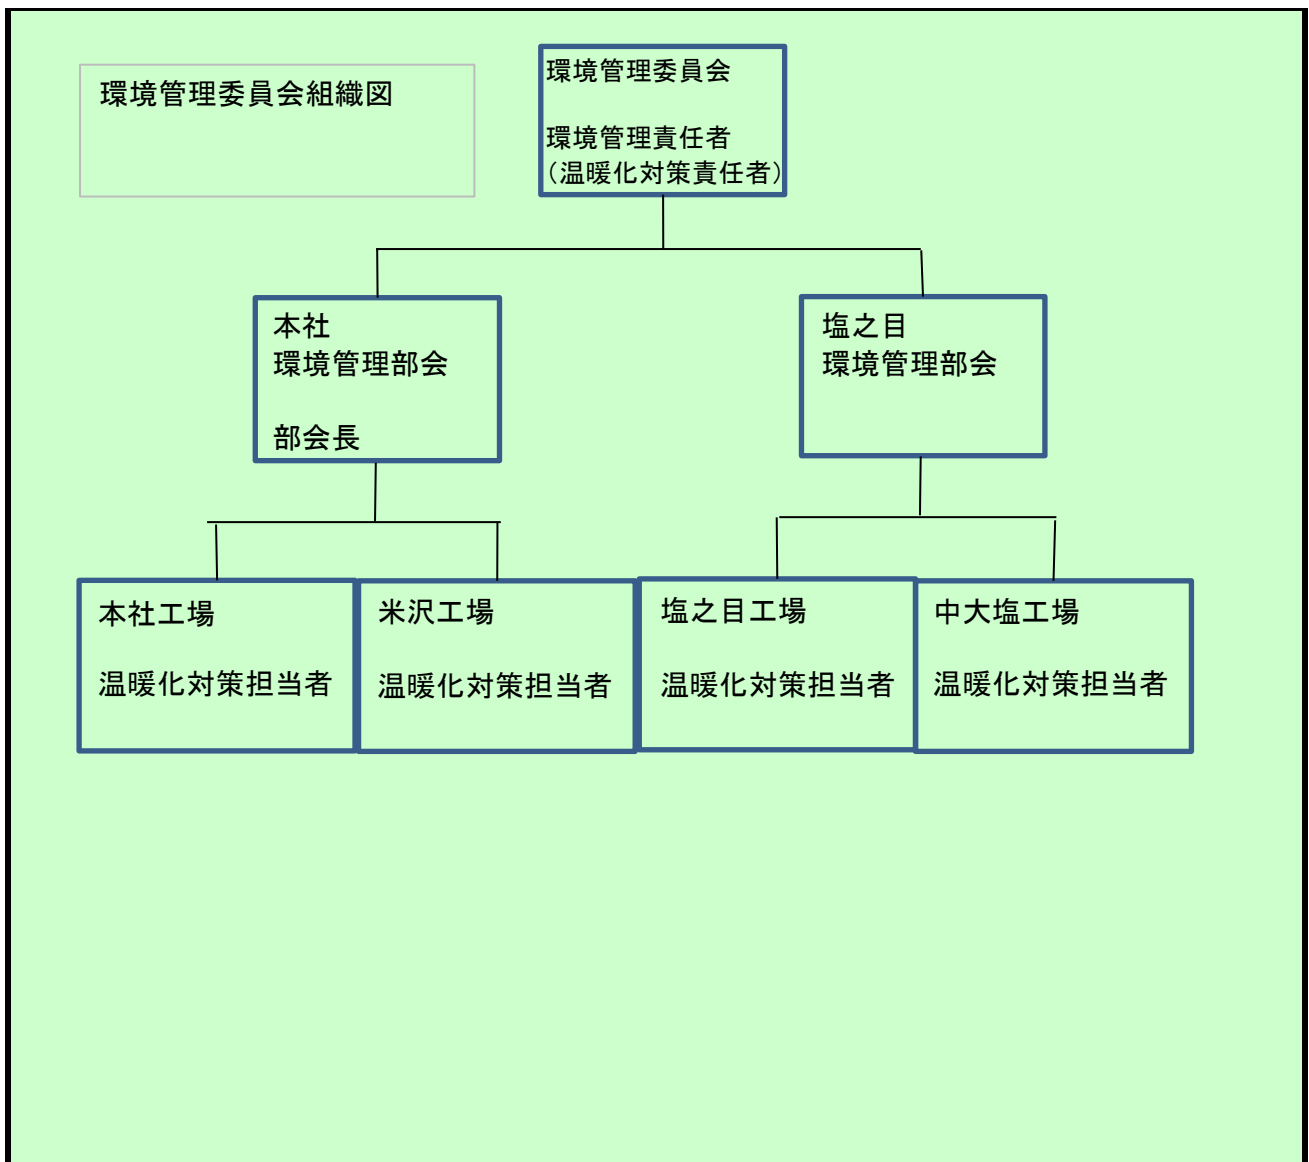 環境管理委員会組織図
環境管理委員会
環境管理責任者
(温暖化対策責任者)
本社
環境管理部会
部会長
塩之目
環境管理部会
本社工場
温暖化対策担当者
米沢工場
温暖化対策担当者
塩之目工場
温暖化対策担当者
中大塩工場
温暖化対策担当者